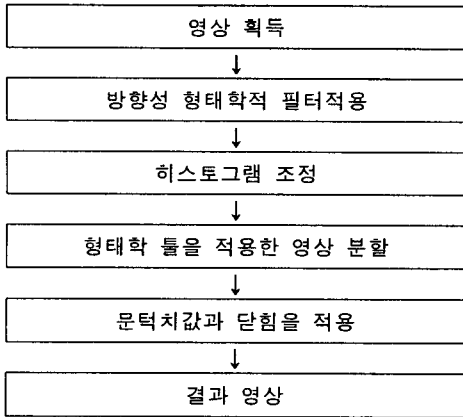 영상 획득
방향성 형태학적 필터적용
히스토그램 조정
형태학 툴을 적용한 영상 분할
문턱치값과 닫힘을 적용
결과 영상